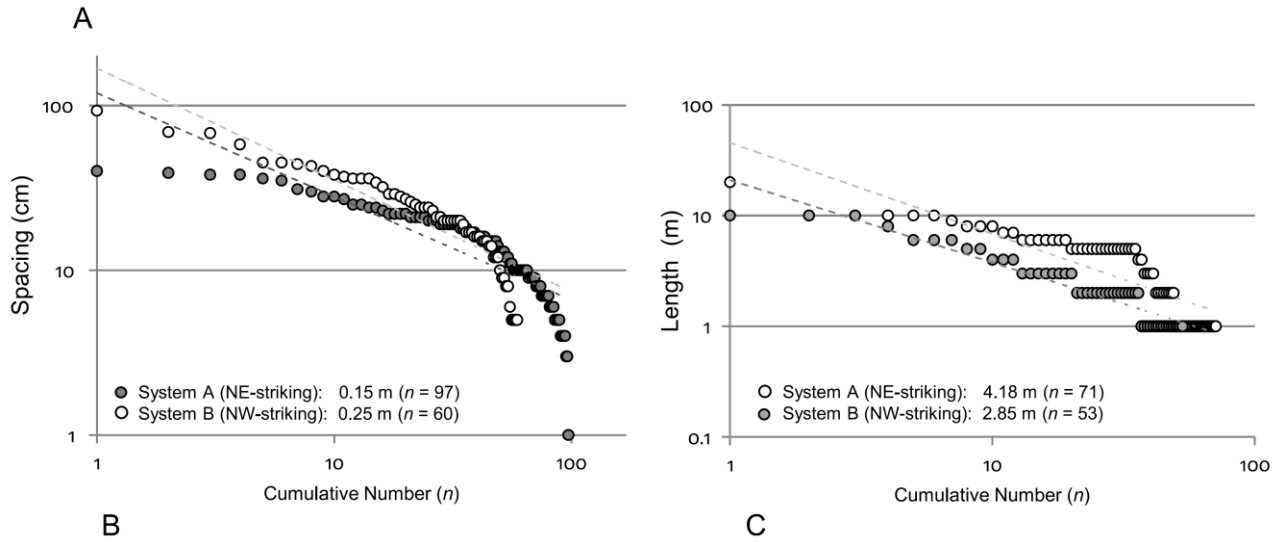 A
100
10
1
Spacing (cm)
System A (NE-striking): 0.15 m (n = 97)
System B (NW-striking): 0.25 m (n = 60)
1 10 100
Cumulative Number (n)
B
100
10
1
0.1
Length (m)
System A (NE-striking): 4.18 m (n = 71)
System B (NW-striking): 2.85 m (n = 53)
1 10 100
Cumulative Number (n)
C